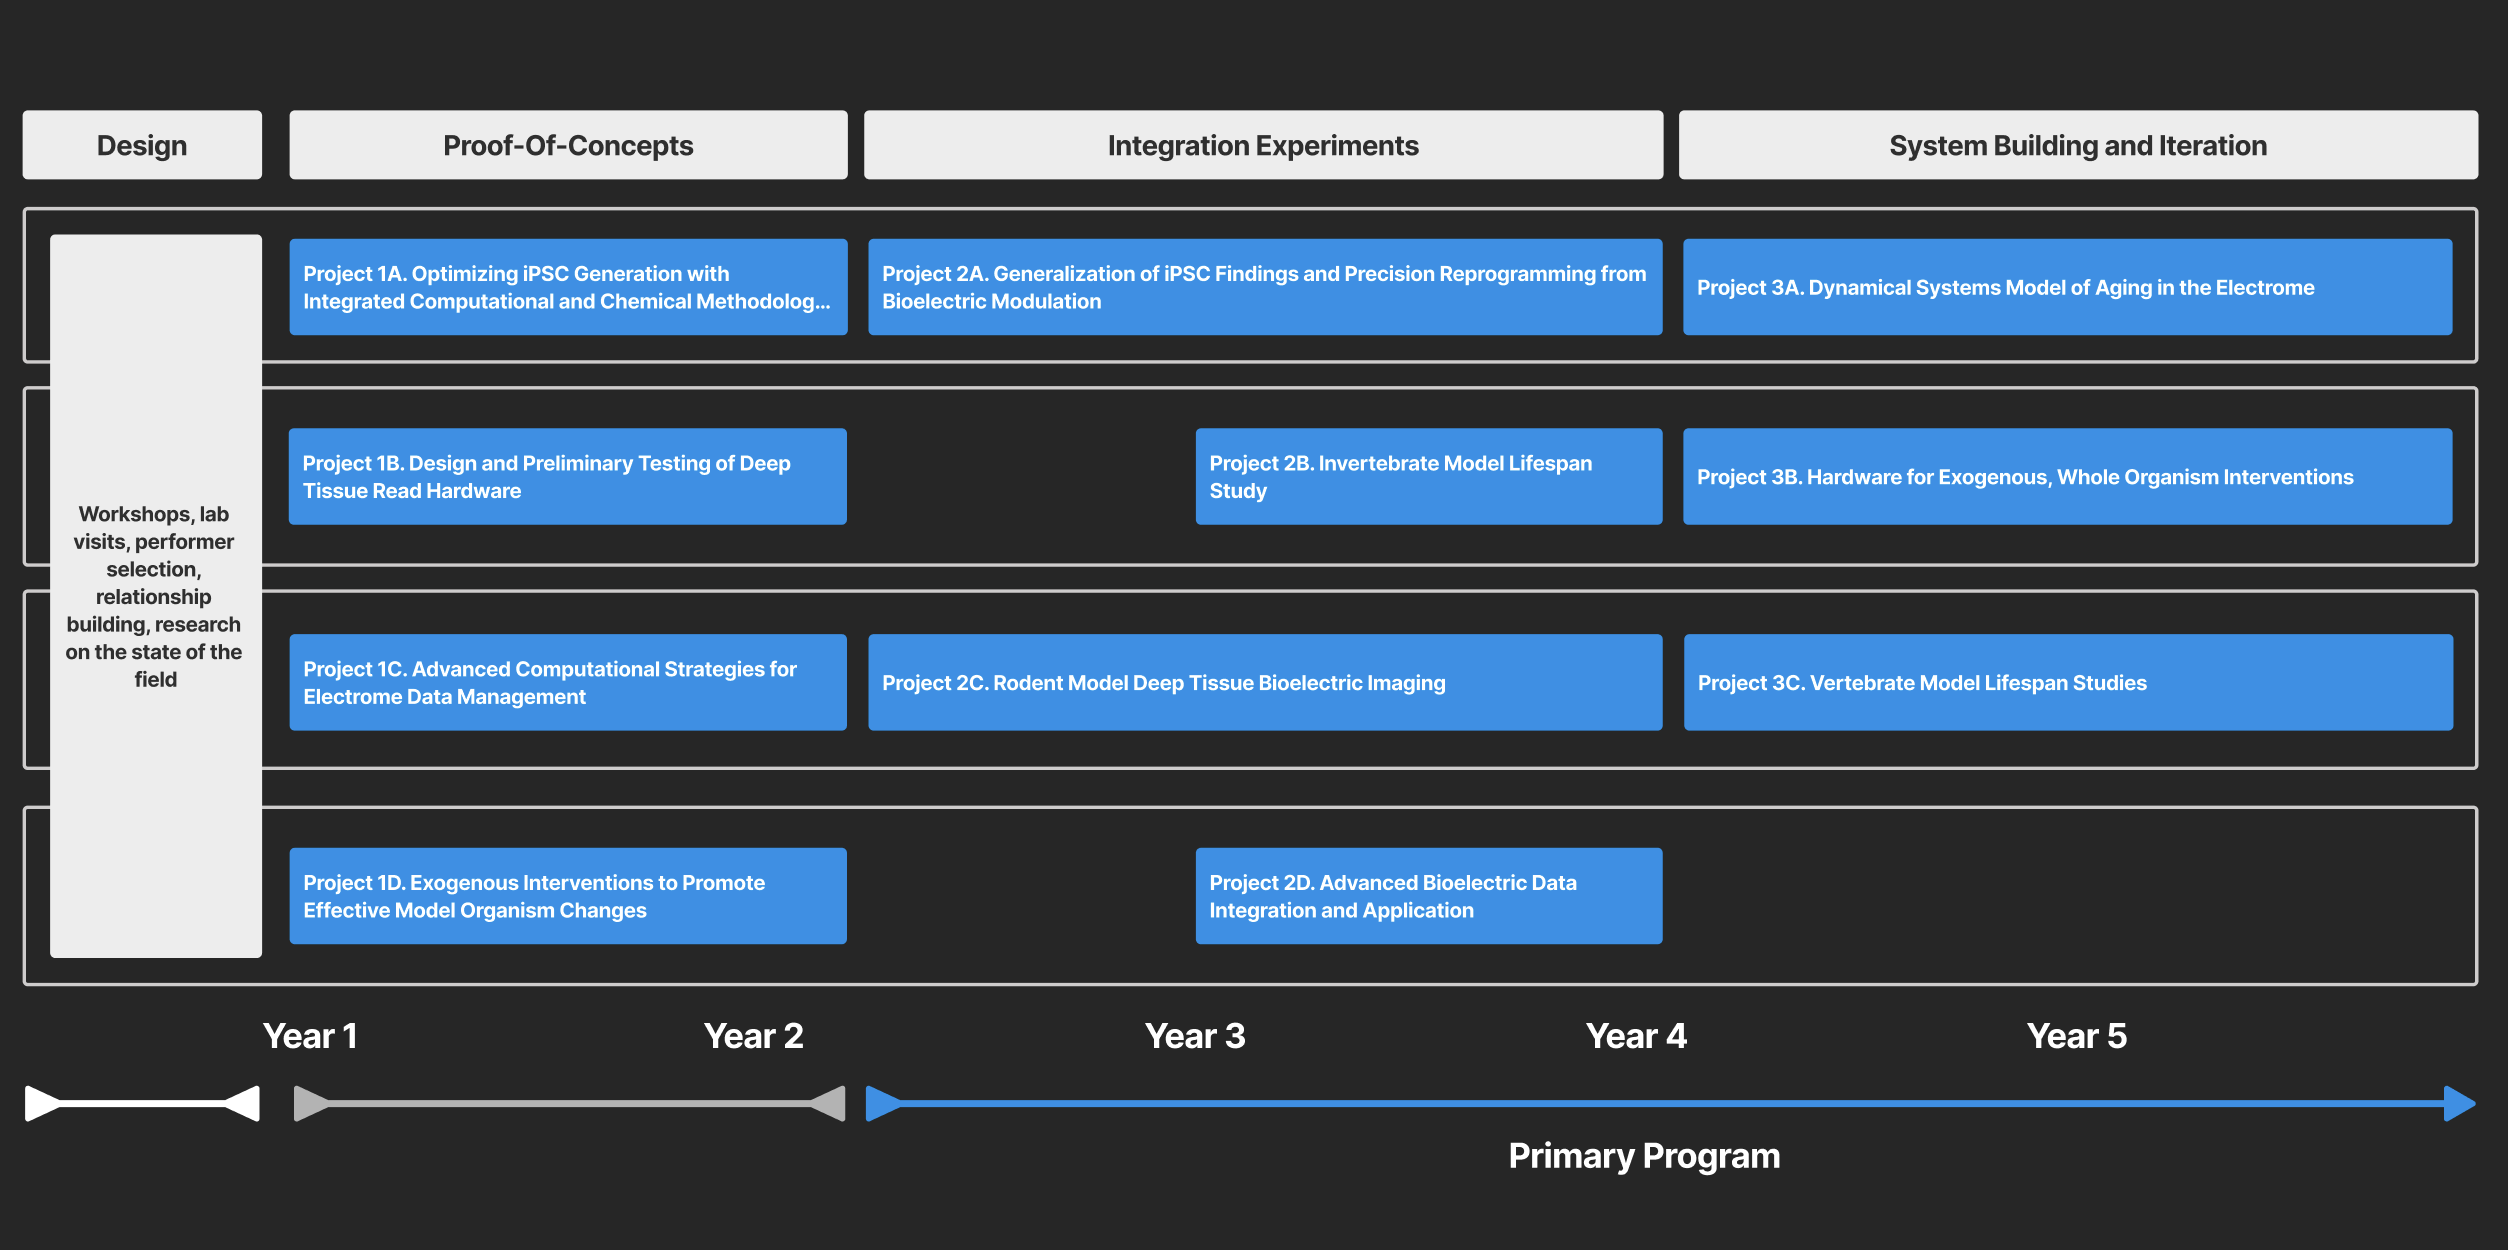 Design
Proof-Of-Concepts
Integration Experiments
System Building and Iteration
Workshops, lab
visits, performer
selection,
relationship
building, research
on the state of the
field
Project 1A. Optimizing iPSC Generation with
Integrated Computational and Chemical Methodolog...
Project 2A. Generalization of iPSC Findings and Precision Reprogramming from
Bioelectric Modulation
Project 3A. Dynamical Systems Model of Aging in the Electrome
Project 1B. Design and Preliminary Testing of Deep
Tissue Read Hardware
Project 2B. Invertebrate Model Lifespan
Study
Project 3B. Hardware for Exogenous, Whole Organism Interventions
Project 1C. Advanced Computational Strategies for
Electrome Data Management
Project 2C. Rodent Model Deep Tissue Bioelectric Imaging
Project 3C. Vertebrate Model Lifespan Studies
Project 1D. Exogenous Interventions to Promote
Effective Model Organism Changes
Project 2D. Advanced Bioelectric Data
Integration and Application
Year 1
Year 2
Year 3
Year 4
Year 5
Primary Program